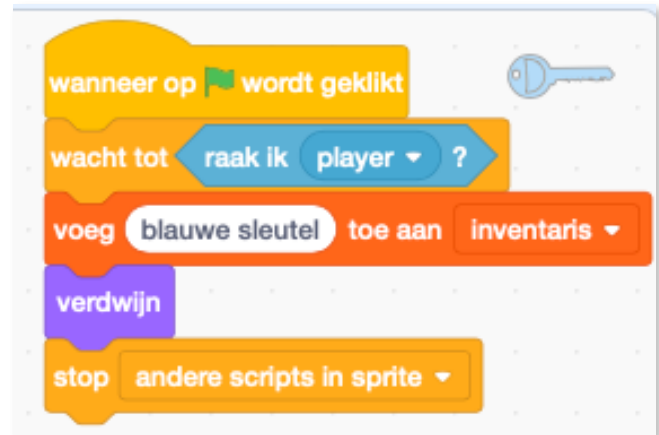 wanneer op wordt geklikt
wacht tot raak ik player ?
voeg blauwe sleutel toe aan inventaris
verdwijn
stop andere scripts in sprite